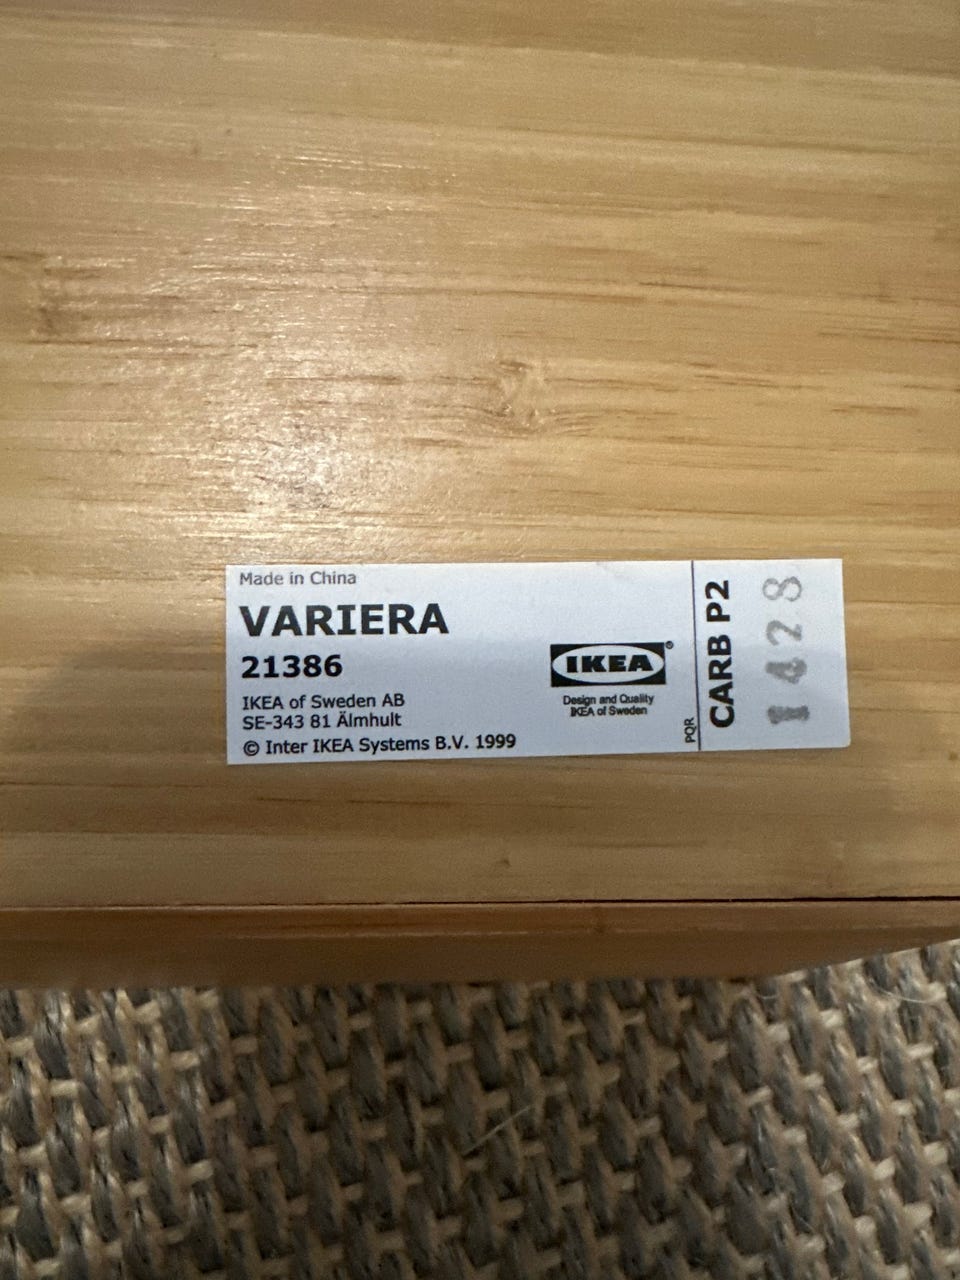 Made in China
VARIERA
21386
IKEA of Sweden AB
SE-343 81 Älmhult
© Inter IKEA Systems B.V. 1999
IKEA®
Design and Quality
IKEA of Sweden
PQR
CARB P2
1428